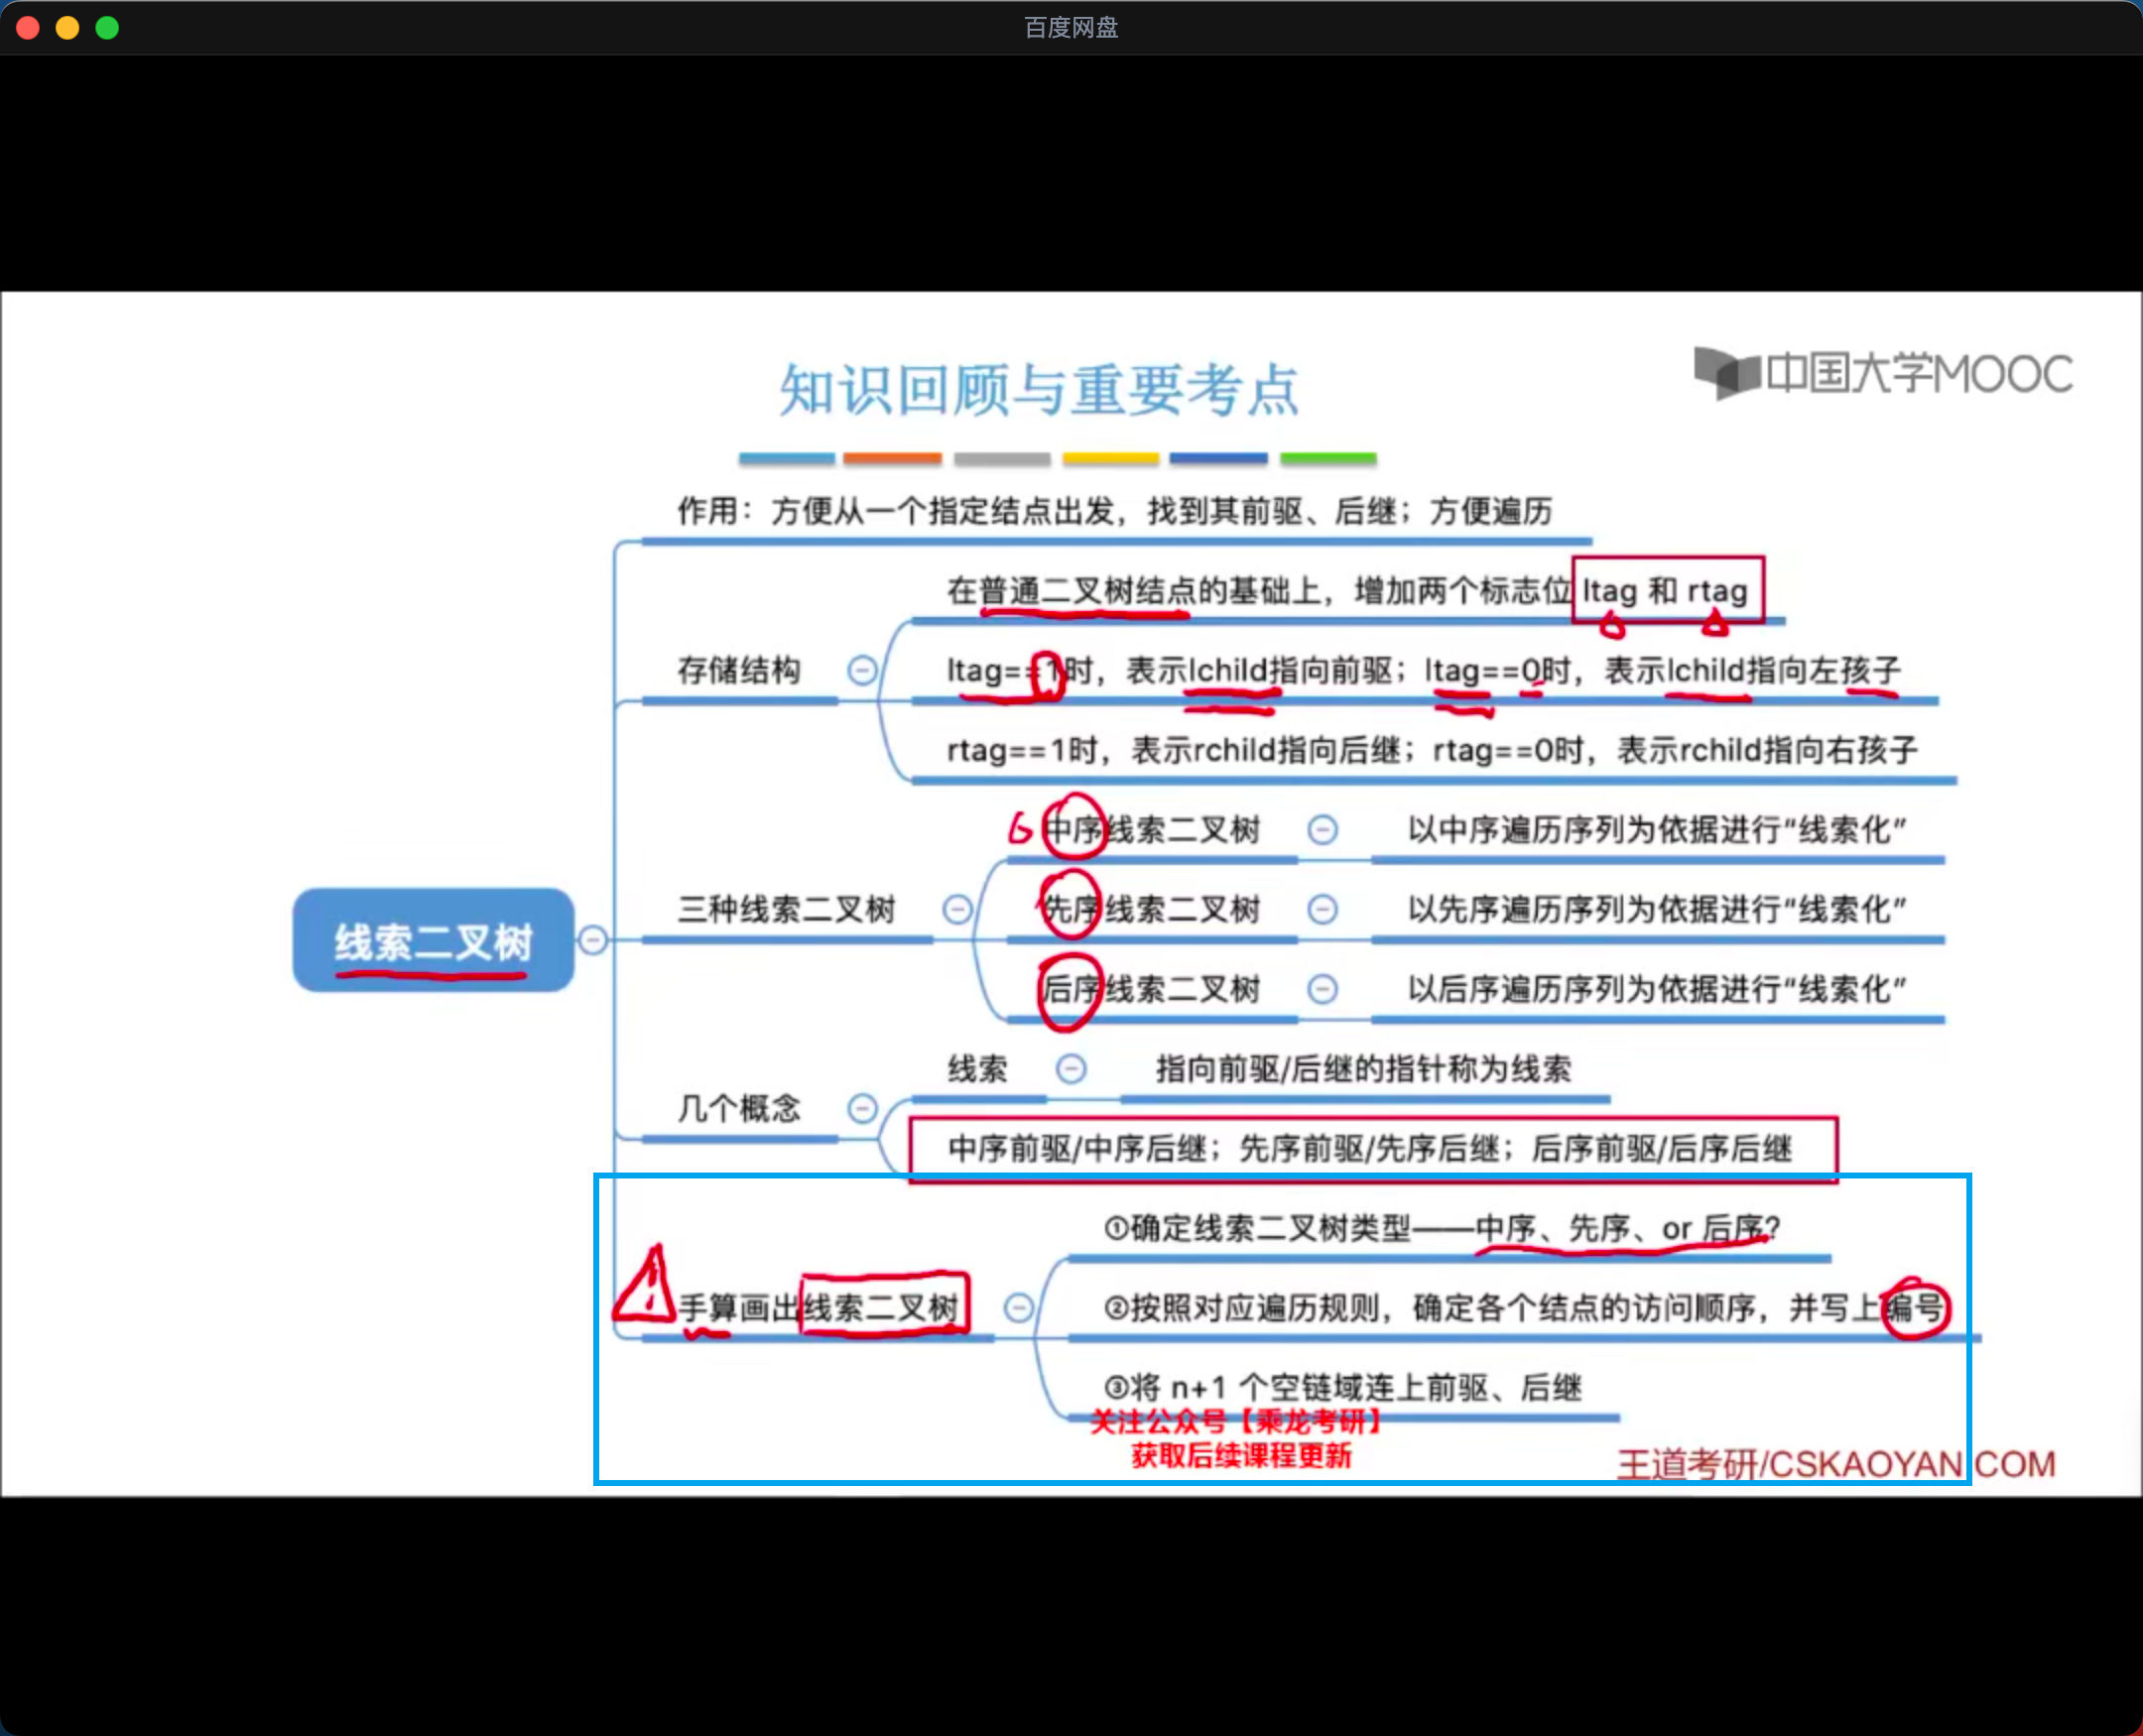 百度网盘
知识回顾与重要考点
中国大学MOOC
作用：方便从一个指定结点出发，找到其前驱、后继；方便遍历
在普通二叉树结点的基础上，增加两个标志位 ltag 和 rtag
存储结构
ltag==1时，表示lchild指向前驱；ltag==0时，表示lchild指向左孩子
rtag==1时，表示rchild指向后继；rtag==0时，表示rchild指向右孩子
中序线索二叉树
以中序遍历序列为依据进行“线索化”
三种线索二叉树
先序线索二叉树
以先序遍历序列为依据进行“线索化”
线索二叉树
后序线索二叉树
以后序遍历序列为依据进行“线索化”
线索
指向前驱/后继的指针称为线索
几个概念
中序前驱/中序后继；先序前驱/先序后继；后序前驱/后序后继
①确定线索二叉树类型——中序、先序、or 后序？
手算画出线索二叉树
②按照对应遍历规则，确定各个结点的访问顺序，并写上编号
③将 n+1 个空链域连上前驱、后继
关注公众号【乘龙考研】
获取后续课程更新
王道考研/CSKAOYAN.COM